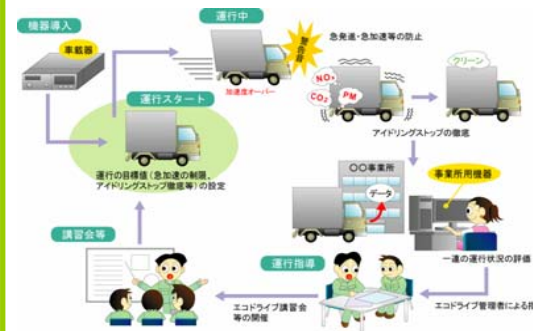 機器導入
車載器
運行中
警告音
加速度オーバー
急発進・急加速等の防止
NOx
CO2
PM
クリーン
アイドリングストップの徹底
運行スタート
運行の目標値（急加速の制限、
アイドリングストップ徹底等）の設定
〇〇事業所
データ
事業所用機器
一連の運行状況の評価
講習会等
運行指導
エコドライブ講習会
等の開催
エコドライブ管理者による指